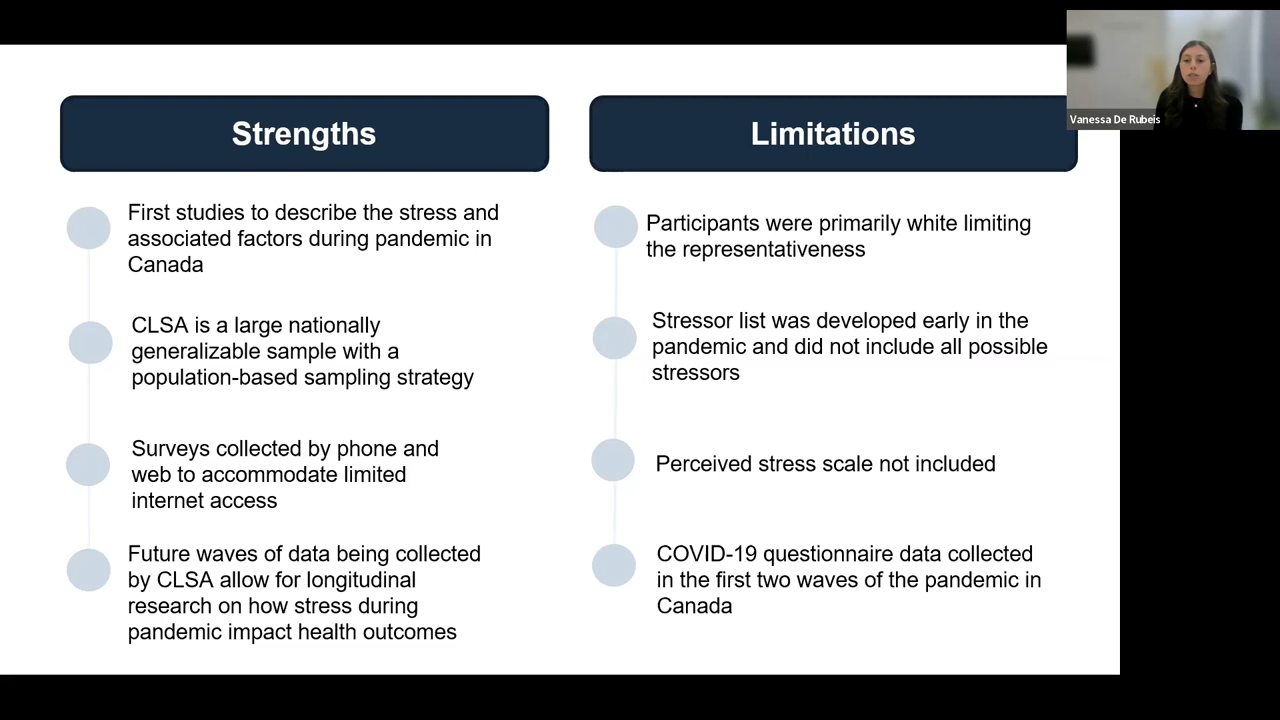 Strengths
First studies to describe the stress and
associated factors during pandemic in
Canada
CLSA is a large nationally
generalizable sample with a
population-based sampling strategy
Surveys collected by phone and
web to accommodate limited
internet access
Future waves of data being collected
by CLSA allow for longitudinal
research on how stress during
pandemic impact health outcomes
Limitations
Participants were primarily white limiting
the representativeness
Stressor list was developed early in the
pandemic and did not include all possible
stressors
Perceived stress scale not included
COVID-19 questionnaire data collected
in the first two waves of the pandemic in
Canada
Vanessa De Rubeis